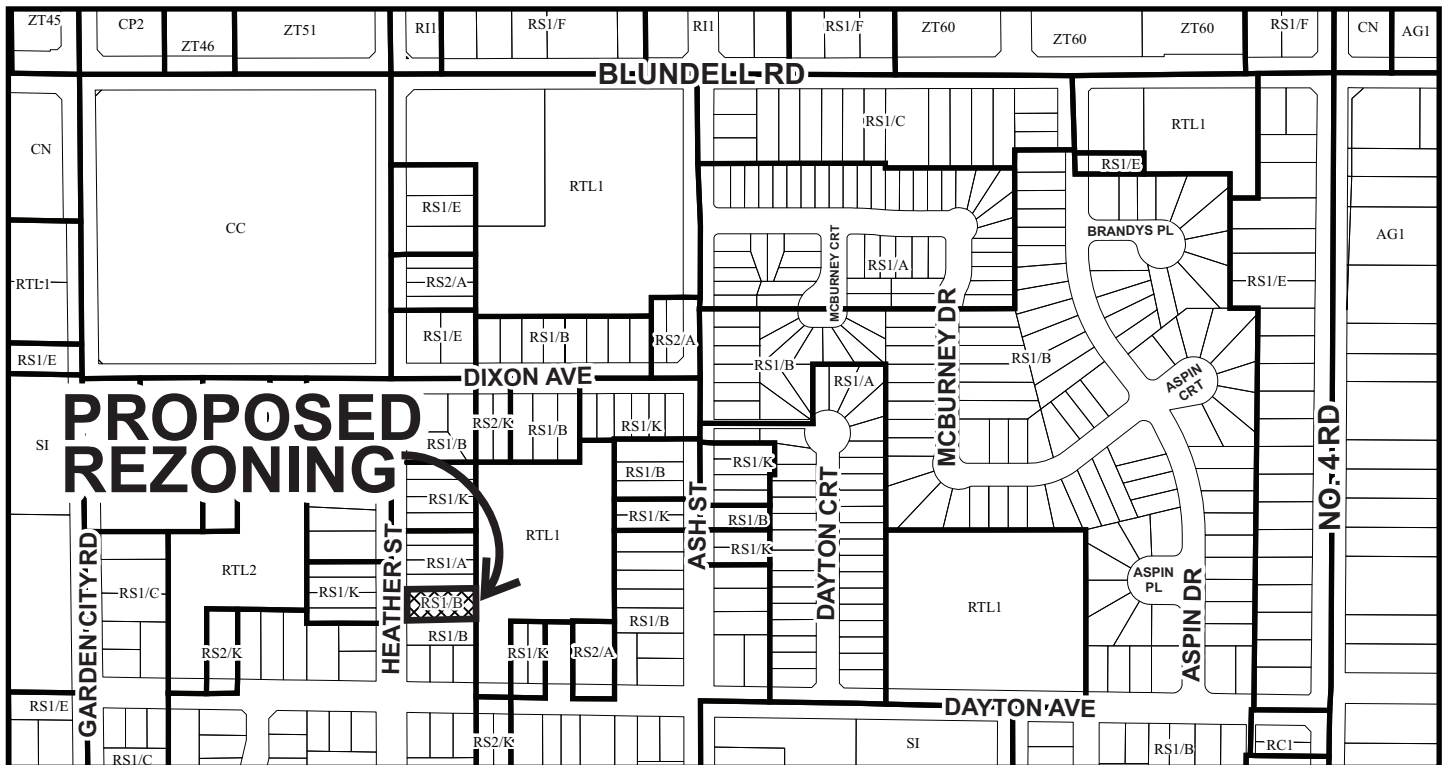 ZT45
CP2
ZT46
ZT51
RI1
RS1/F
RI1
RS1/F
ZT60
ZT60
ZT60
RS1/F
CN
AG1
BLUNDELL RD
CN
CC
RS1/E
RTL1
RS1/C
RTL1
RS1/E
RTL1
RS2/A
RS1/E
RS1/B
RS2/A
MCBURNEY CRT
RS1/A
BRANDYS PL
RS1/E
AG1
RS1/E
DIXON AVE
RS1/B
RS1/A
MCBURNEY DR
RS1/B
ASPIN
CRT
SI
PROPOSED
REZONING
RS1/B
RS2/K
RS1/B
RS1/K
RS1/B
RS1/K
RS1/K
RS1/K
RS1/B
RS1/K
RTL1
ASH ST
DAYTON CRT
NO. 4 RD
GARDEN CITY RD
RS1/C
RTL2
RS1/K
HEATHER ST
RS1/A
RS1/B
RS1/B
RS2/K
RS1/K
RS2/A
RS1/B
RTL1
ASPIN
PL
ASPIN DR
RS1/E
RS1/C
RS2/K
DAYTON AVE
SI
RS1/B
RC1